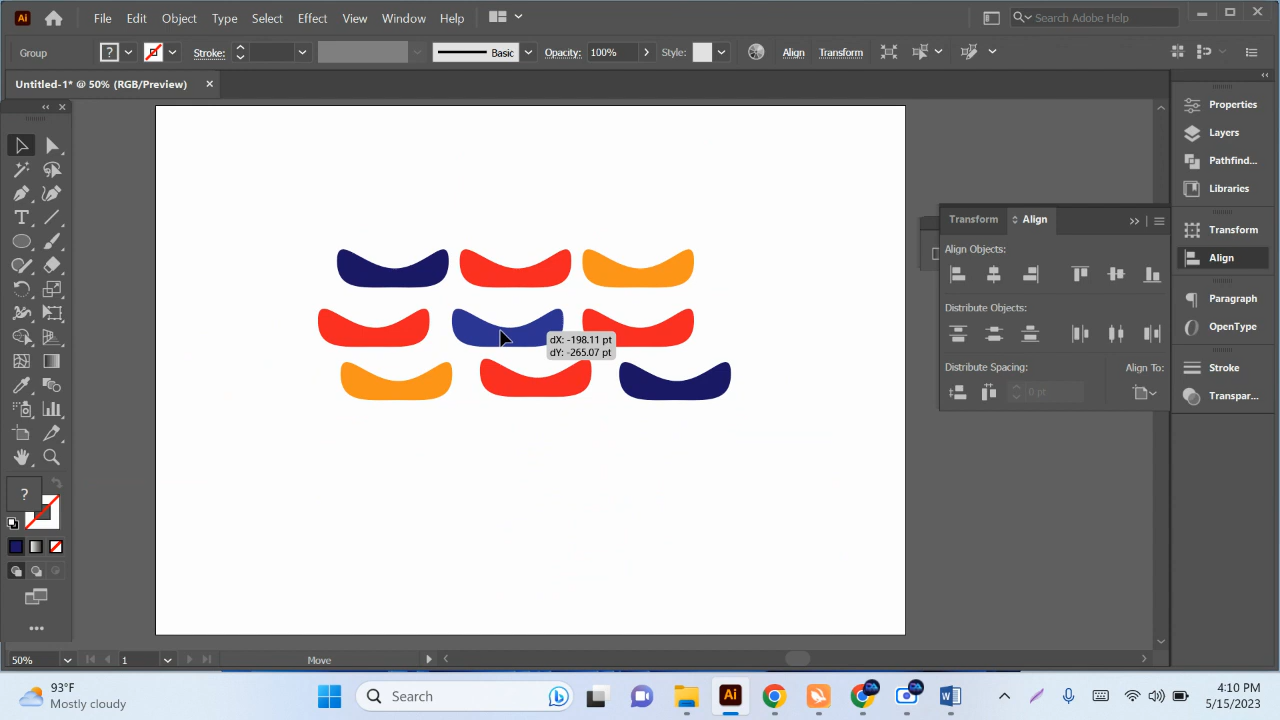 Ai File Edit Object Type Select Effect View Window Help Search Adobe Help
Group ? Stroke: Basic Opacity: 100% Style: Align Transform
Untitled-1* @ 50% (RGB/Preview)
Properties
Layers
Pathfind...
Libraries
Transform
Align
Paragraph
OpenType
Stroke
Transpar...
Transform Align
Align Objects:
Distribute Objects:
Distribute Spacing: Align To:
0 pt
dX: -198.11 pt
dY: -265.07 pt
T
?
50% 1 Move
93°F
Mostly cloudy
Search
Ai
4:10 PM
5/15/2023